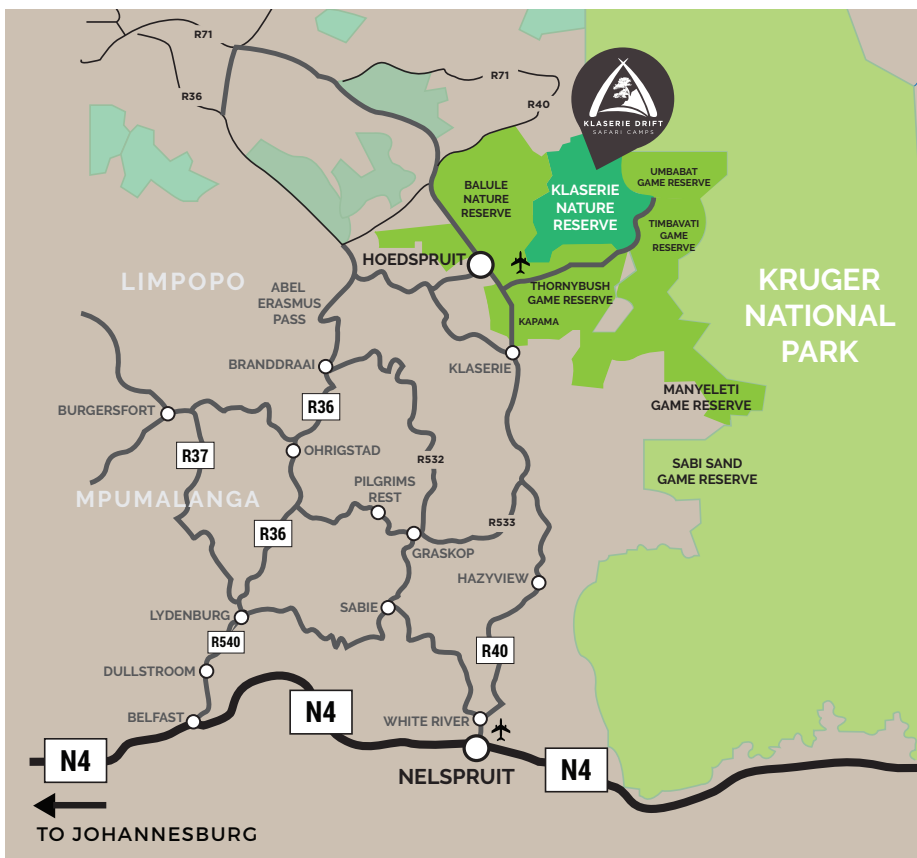 R71
R36
R71
R40
KLASERIE DRIFT
SAFARI CAMPS
BALULE
NATURE
RESERVE
KLASERIE
NATURE
RESERVE
UMBABAT
GAME RESERVE
TIMBAVATI
GAME
RESERVE
HOEDSPRUIT
LIMPOPO
ABEL
ERASMUS
PASS
THORNYBUSH
GAME RESERVE
KAPAMA
KRUGER
NATIONAL
PARK
BRANDDRAAI
KLASERIE
MANYELETI
GAME RESERVE
BURGERSFORT
R36
R37
OHRIGSTAD
R532
SABI SAND
GAME RESERVE
MPUMALANGA
PILGRIMS
REST
R36
R533
GRASKOP
HAZYVIEW
LYDENBURG
SABIE
R540
R40
DULLSTROOM
BELFAST
N4
WHITE RIVER
N4
NELSPRUIT
N4
TO JOHANNESBURG